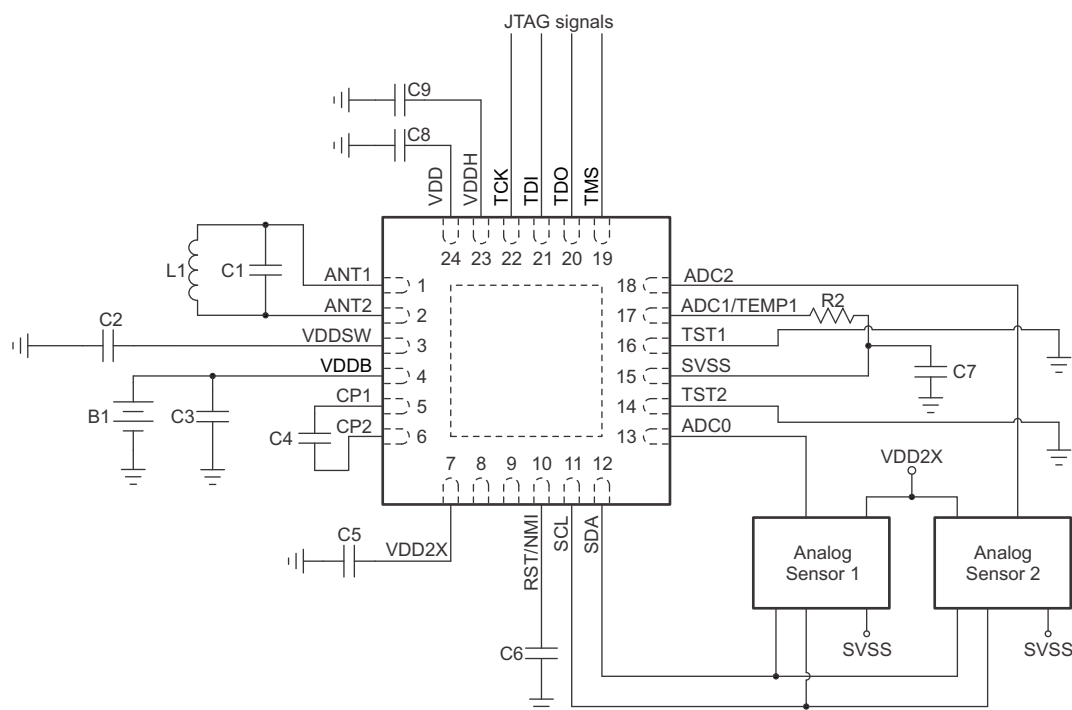 JTAG signals
C9
C8
VDD
VDDH
TCK
TDI
TDO
TMS
24 23 22 21 20 19
L1
C1
ANT1
1
ANT2
2
C2
VDDSW
3
VDDB
4
B1
C3
CP1
5
C4
CP2
6
18
ADC2
17
ADC1/TEMP1
R2
16
TST1
15
SVSS
C7
14
TST2
13
ADC0
7 8 9 10 11 12
C5
VDD2X
RST/NMI
SCL
SDA
C6
VDD2X
Analog
Sensor 1
Analog
Sensor 2
SVSS
SVSS